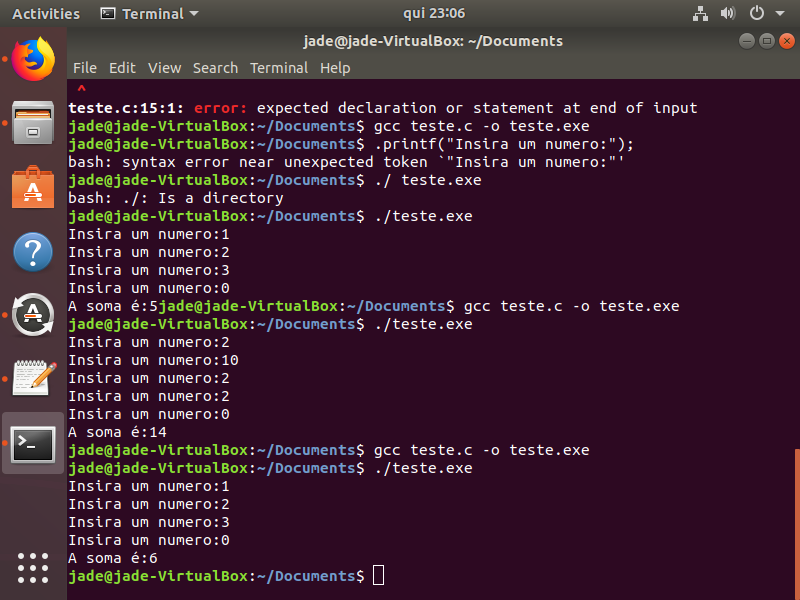 Activities Terminal qui 23:06
jade@jade-VirtualBox: ~/Documents
File Edit View Search Terminal Help
^
teste.c:15:1: error: expected declaration or statement at end of input
jade@jade-VirtualBox:~/Documents$ gcc teste.c -o teste.exe
jade@jade-VirtualBox:~/Documents$ .printf("Insira um numero:");
bash: syntax error near unexpected token `"Insira um numero:"'
jade@jade-VirtualBox:~/Documents$ ./ teste.exe
bash: ./: Is a directory
jade@jade-VirtualBox:~/Documents$ ./teste.exe
Insira um numero:1
Insira um numero:2
Insira um numero:3
Insira um numero:0
A soma é:5jade@jade-VirtualBox:~/Documents$ gcc teste.c -o teste.exe
jade@jade-VirtualBox:~/Documents$ ./teste.exe
Insira um numero:2
Insira um numero:10
Insira um numero:2
Insira um numero:2
Insira um numero:0
A soma é:14
jade@jade-VirtualBox:~/Documents$ gcc teste.c -o teste.exe
jade@jade-VirtualBox:~/Documents$ ./teste.exe
Insira um numero:1
Insira um numero:2
Insira um numero:3
Insira um numero:0
A soma é:6
jade@jade-VirtualBox:~/Documents$